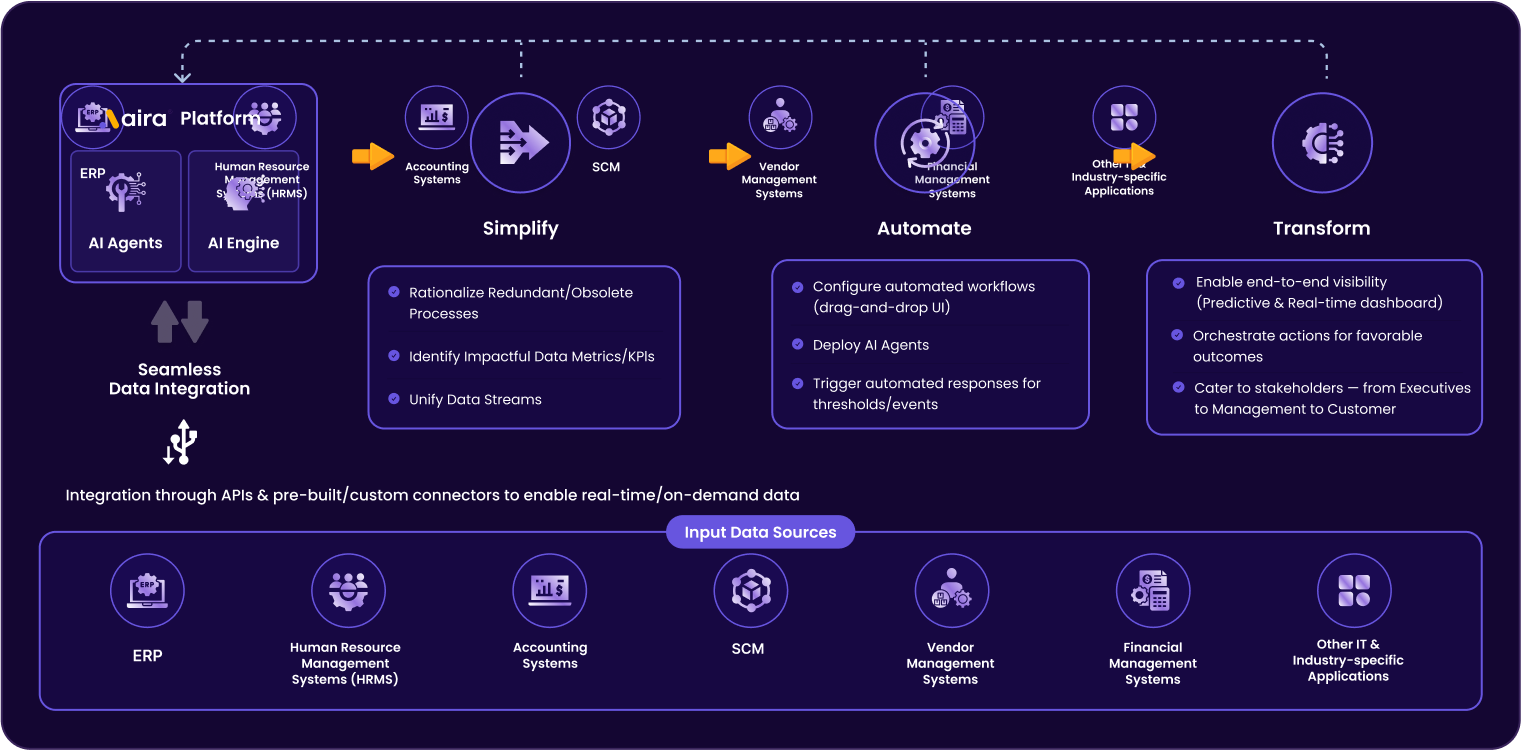 aira Platform
ERP
Human Resource
Management
Systems (HRMS)
AI Agents
AI Engine
Accounting
Systems
SCM
Vendor
Management
Systems
Financial
Management
Systems
Other IT &
Industry-specific
Applications
Simplify
Automate
Transform
Rationalize Redundant/Obsolete
Processes
Identify Impactful Data Metrics/KPIs
Unify Data Streams
Configure automated workflows
(drag-and-drop UI)
Deploy AI Agents
Trigger automated responses for
thresholds/events
Enable end-to-end visibility
(Predictive & Real-time dashboard)
Orchestrate actions for favorable
outcomes
Cater to stakeholders — from Executives
to Management to Customer
Seamless
Data Integration
Integration through APIs & pre-built/custom connectors to enable real-time/on-demand data
Input Data Sources
ERP
ERP
Human Resource
Management
Systems (HRMS)
Accounting
Systems
SCM
Vendor
Management
Systems
Financial
Management
Systems
Other IT &
Industry-specific
Applications